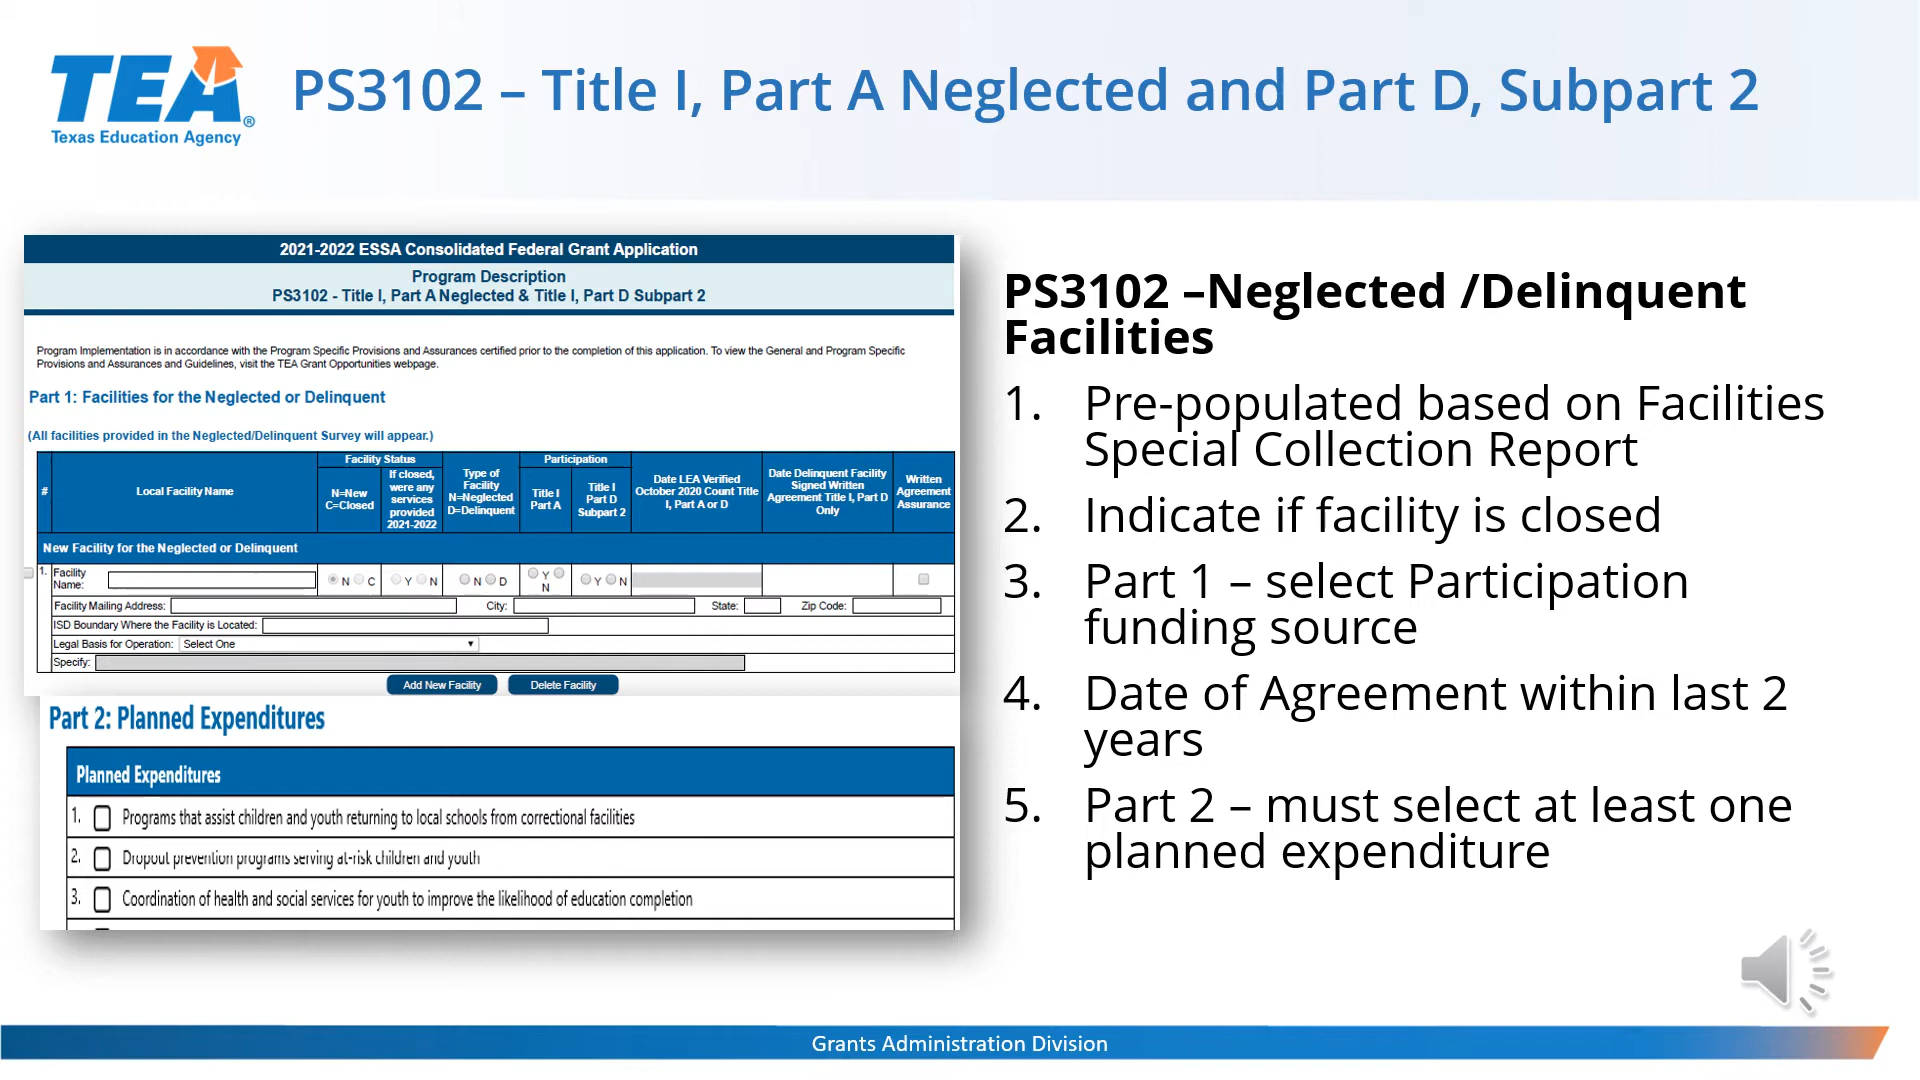 TEA®
Texas Education Agency
PS3102 – Title I, Part A Neglected and Part D, Subpart 2
2021-2022 ESSA Consolidated Federal Grant Application
Program Description
PS3102 - Title I, Part A Neglected & Title I, Part D Subpart 2
Program Implementation is in accordance with the Program Specific Provisions and Assurances certified prior to the completion of this application. To view the General and Program Specific
Provisions and Assurances and Guidelines, visit the TEA Grant Opportunities webpage.
Part 1: Facilities for the Neglected or Delinquent
(All facilities provided in the Neglected/Delinquent Survey will appear.)
#
Local Facility Name
Facility Status
N=New
C=Closed
If closed,
were any
services
provided
2021-2022
Type of
Facility
N=Neglected
D=Delinquent
Participation
Title I
Part A
Title I
Part D
Subpart 2
Date LEA Verified
October 2020 Count Title
I, Part A or D
Date Delinquent Facility
Signed Written
Agreement Title I, Part D
Only
Written
Agreement
Assurance
New Facility for the Neglected or Delinquent
1.
Facility
Name:
N C
Y N
N D
Y
N
Y N
Facility Mailing Address: City: State: Zip Code:
ISD Boundary Where the Facility is Located:
Legal Basis for Operation: Select One
Specify:
Add New Facility Delete Facility
Part 2: Planned Expenditures
Planned Expenditures
1. Programs that assist children and youth returning to local schools from correctional facilities
2. Dropout prevention programs serving at-risk children and youth
3. Coordination of health and social services for youth to improve the likelihood of education completion
PS3102 –Neglected /Delinquent
Facilities
1. Pre-populated based on Facilities
Special Collection Report
2. Indicate if facility is closed
3. Part 1 – select Participation
funding source
4. Date of Agreement within last 2
years
5. Part 2 – must select at least one
planned expenditure
Grants Administration Division